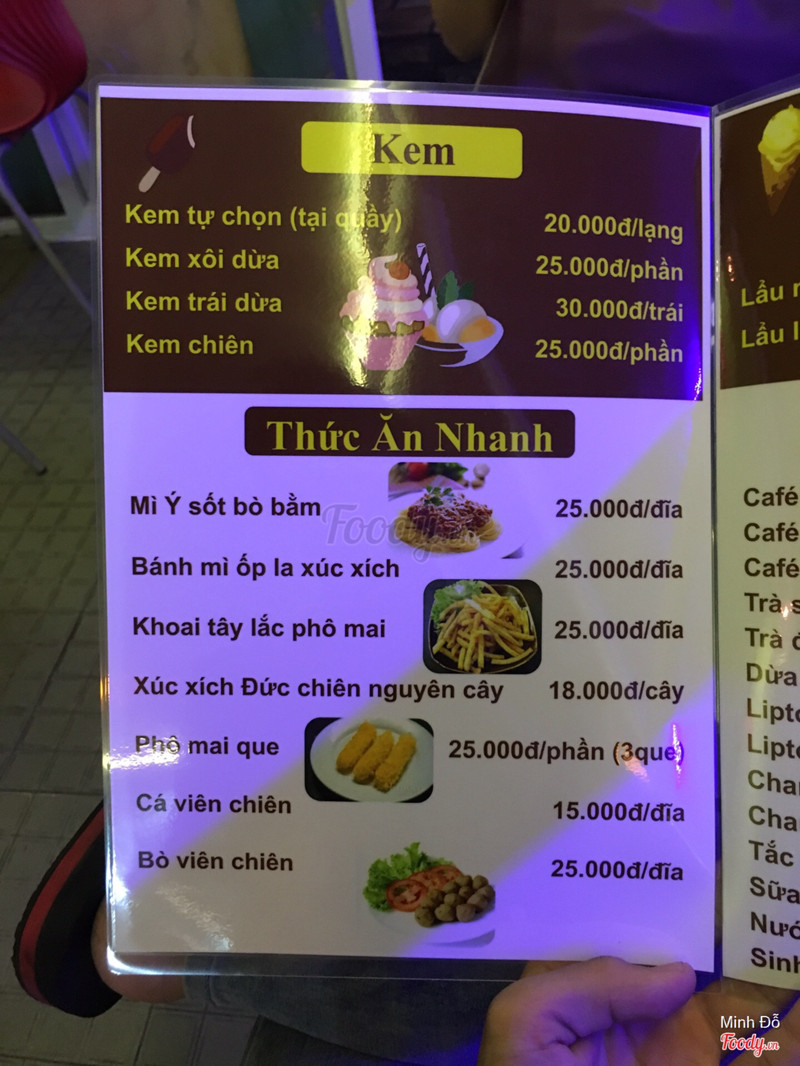 Kem
Kem tự chọn (tại quầy) 20.000đ/lạng
Kem xôi dừa 25.000đ/phần
Kem trái dừa 30.000đ/trái
Kem chiên 25.000đ/phần
Thức Ăn Nhanh
Mì Ý sốt bò bằm 25.000đ/đĩa
Bánh mì ốp la xúc xích 25.000đ/đĩa
Khoai tây lắc phô mai 25.000đ/đĩa
Xúc xích Đức chiên nguyên cây 18.000đ/cây
Phô mai que 25.000đ/phần (3que)
Cá viên chiên 15.000đ/đĩa
Bò viên chiên 25.000đ/đĩa
Foody.vn
Lẩu
Lẩu
Café
Café
Café
Trà
Trà
Dừa
Tắc
Sữa
Minh Đỗ
Foody.vn